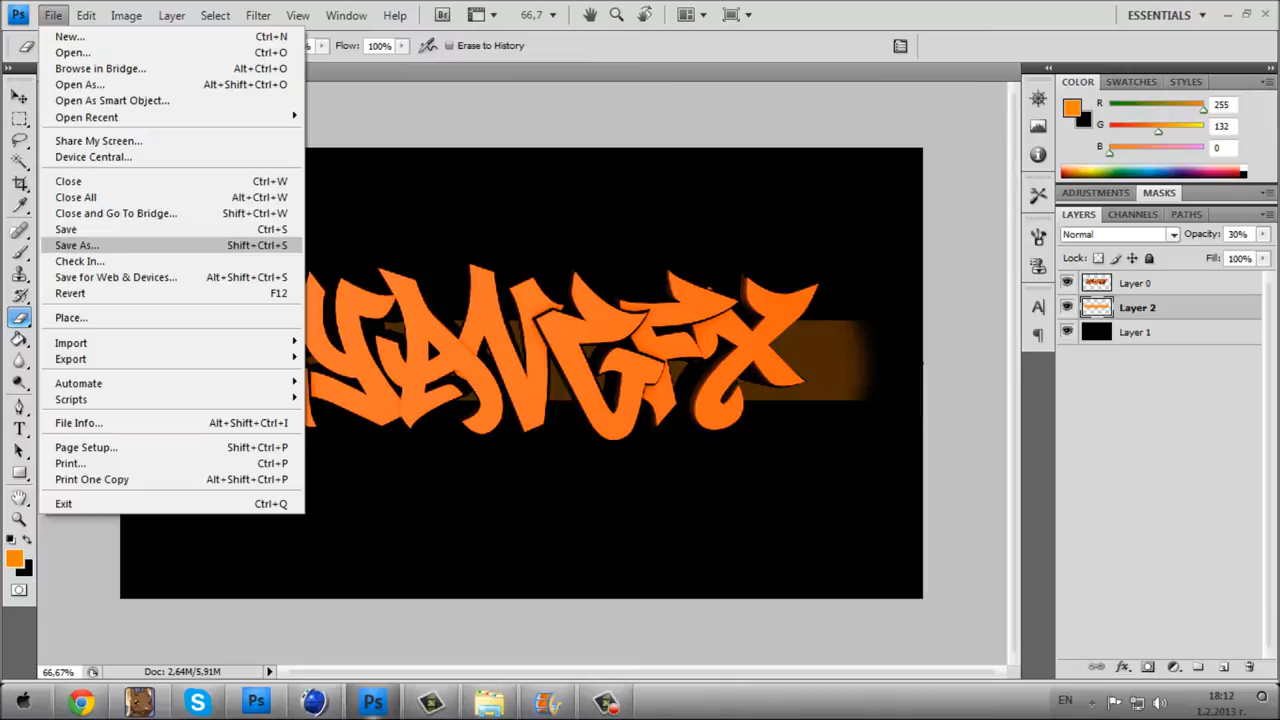 Ps File Edit Image Layer Select Filter View Window Help Br 66,7 ESSENTIALS
Flow: 100% Erase to History
New... Ctrl+N
Open... Ctrl+O
Browse in Bridge... Alt+Ctrl+O
Open As... Alt+Shift+Ctrl+O
Open As Smart Object...
Open Recent
Share My Screen...
Device Central...
Close Ctrl+W
Close All Alt+Ctrl+W
Close and Go To Bridge... Shift+Ctrl+W
Save Ctrl+S
Save As... Shift+Ctrl+S
Check In...
Save for Web & Devices... Alt+Shift+Ctrl+S
Revert F12
Place...
Import
Export
Automate
Scripts
File Info... Alt+Shift+Ctrl+I
Page Setup... Shift+Ctrl+P
Print... Ctrl+P
Print One Copy Alt+Shift+Ctrl+P
Exit Ctrl+Q
YANGFX
COLOR SWATCHES STYLES
R 255
G 132
B 0
ADJUSTMENTS MASKS
LAYERS CHANNELS PATHS
Normal Opacity: 30%
Lock: Fill: 100%
Layer 0
Layer 2
Layer 1
66,67% Doc: 2,64M/5,91M
EN 18:12
1.2.2013 г.